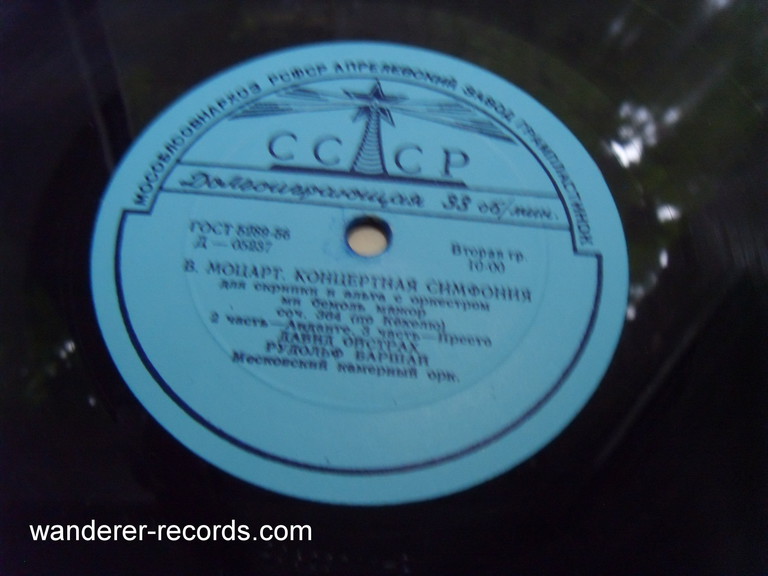 МОСОБЛСОВНАРХОЗ РСФСР АПРЕЛЕВСКИЙ ЗАВОД ГРАМПЛАСТИНОК
СССР
Долгоиграющая 33 об/мин.
ГОСТ 5289-56
Д — 05237
Вторая гр.
10-00
В. МОЦАРТ. КОНЦЕРТНАЯ СИМФОНИЯ
для скрипки и альта с оркестром
ми бемоль мажор
соч. 364 (по Кёхелю)
2 часть—Анданте, 3 часть—Престо
ДАВИД ОЙСТРАХ
РУДОЛЬФ БАРШАЙ
Московский камерный орк.
wanderer-records.com